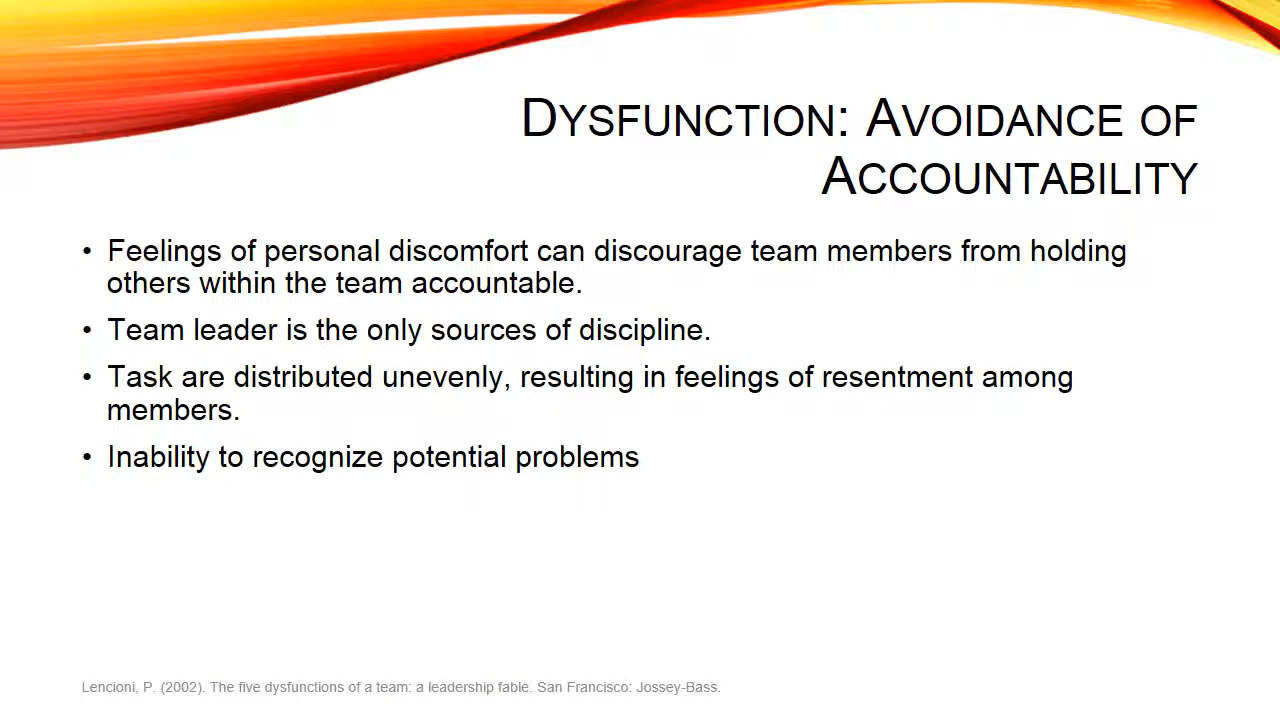 DYSFUNCTION: AVOIDANCE OF
ACCOUNTABILITY
• Feelings of personal discomfort can discourage team members from holding
others within the team accountable.
• Team leader is the only sources of discipline.
• Task are distributed unevenly, resulting in feelings of resentment among
members.
• Inability to recognize potential problems
Lencioni, P. (2002). The five dysfunctions of a team: a leadership fable. San Francisco: Jossey-Bass.